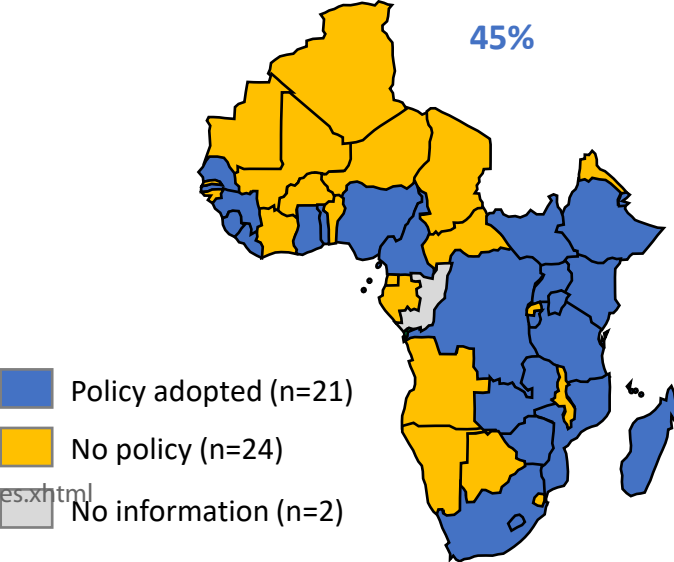 45%
Policy adopted (n=21)
No policy (n=24)
es.xhtml
No information (n=2)